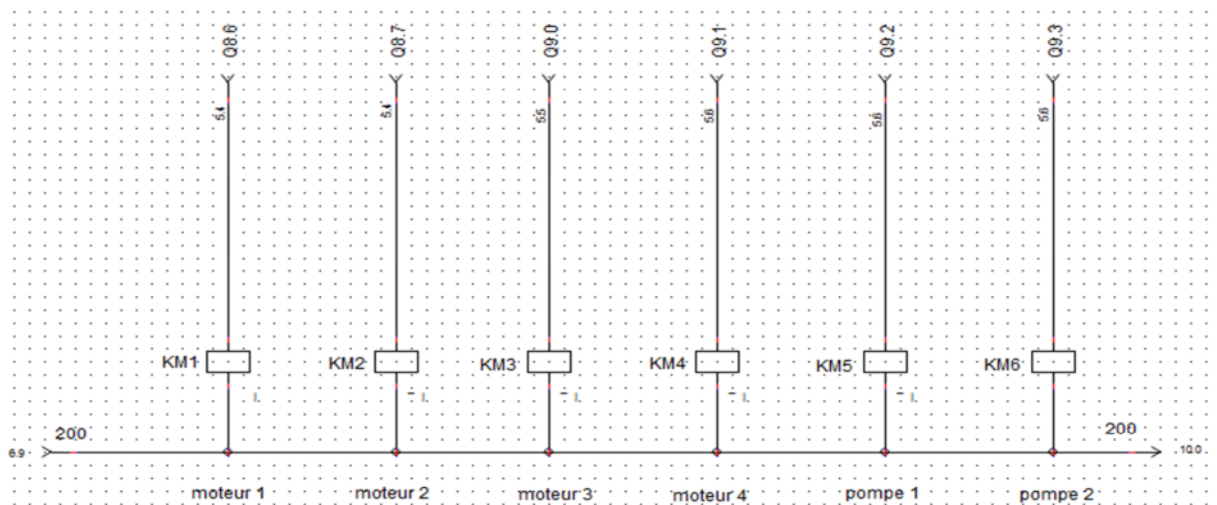 Q8.6 Q8.7 Q9.0 Q9.1 Q9.2 Q9.3
5.4 5.4 5.5 5.6 5.6 5.6
KM1 KM2 KM3 KM4 KM5 KM6
200 200
6.9 10.0
moteur 1 moteur 2 moteur 3 moteur 4 pompe 1 pompe 2